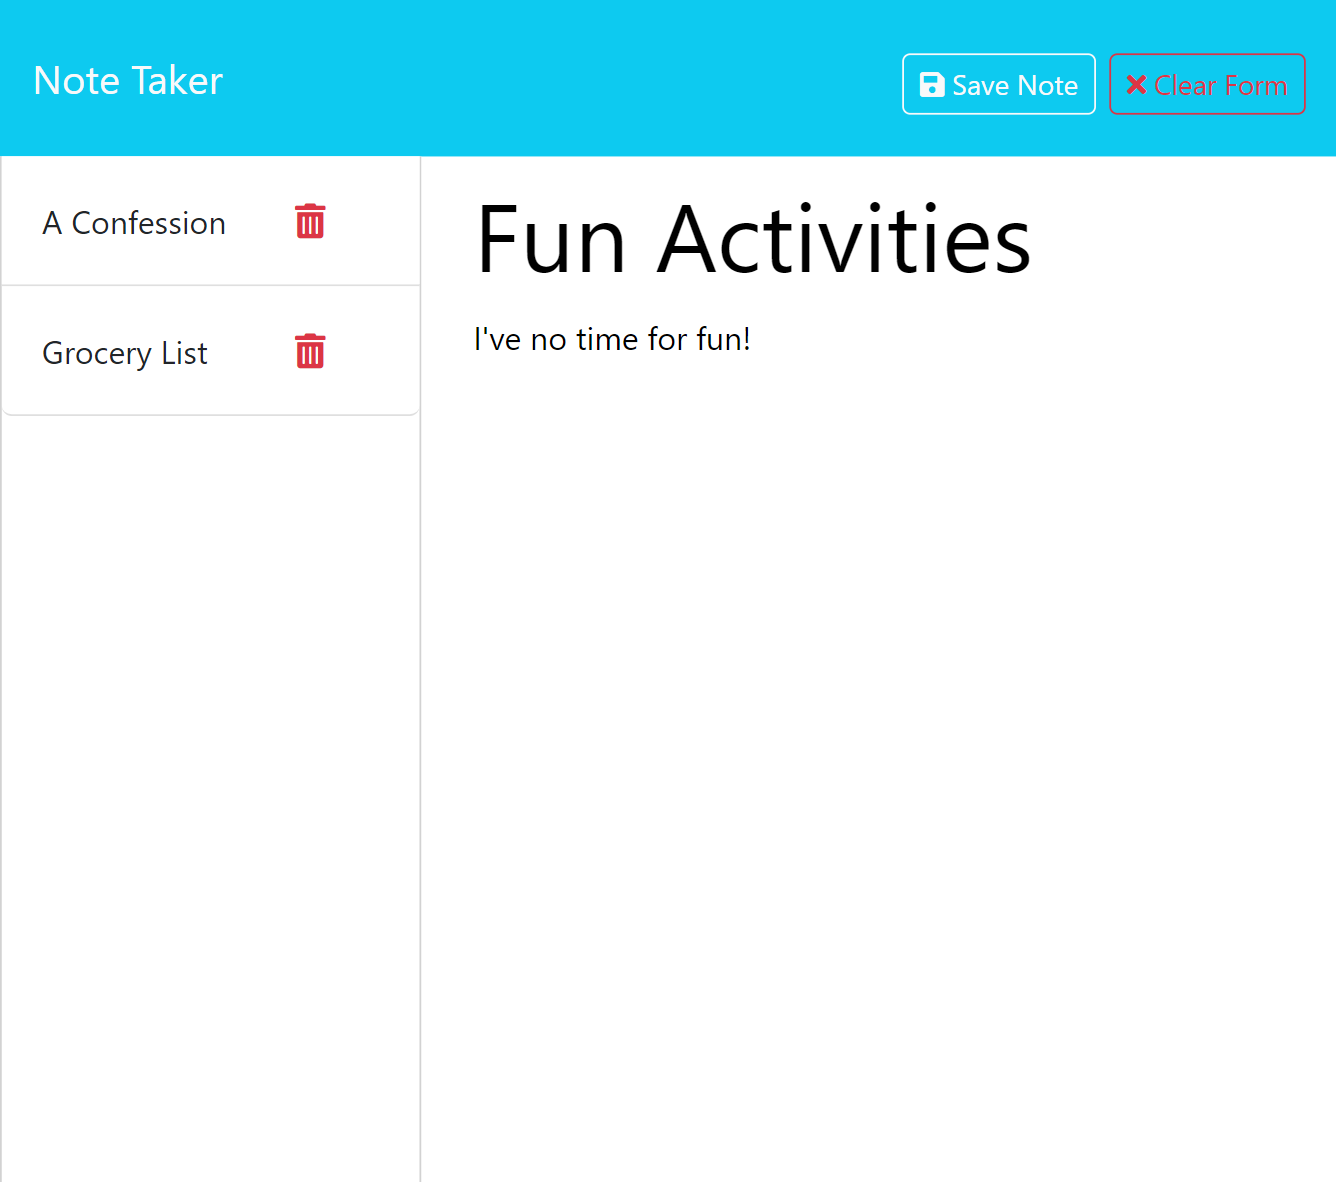 Note Taker
Save Note
Clear Form
A Confession
Grocery List
Fun Activities
I've no time for fun!